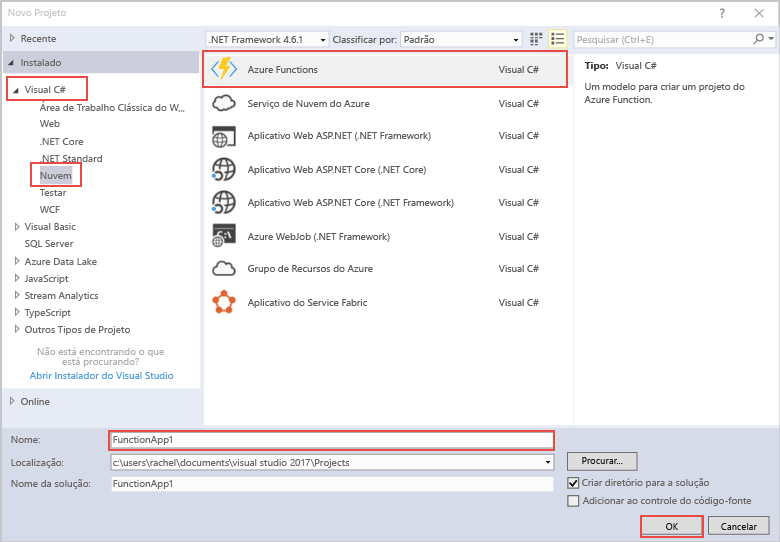 Novo Projeto
Recente
.NET Framework 4.6.1 Classificar por: Padrão
Pesquisar (Ctrl+E)
Instalado
Visual C#
Área de Trabalho Clássica do W...
Web
.NET Core
.NET Standard
Nuvem
Testar
WCF
Visual Basic
SQL Server
Azure Data Lake
JavaScript
Stream Analytics
TypeScript
Outros Tipos de Projeto
Não está encontrando o que
está procurando?
Abrir Instalador do Visual Studio
Online
Azure Functions Visual C#
Serviço de Nuvem do Azure Visual C#
Aplicativo Web ASP.NET (.NET Framework) Visual C#
Aplicativo Web ASP.NET Core (.NET Core) Visual C#
Aplicativo Web ASP.NET Core (.NET Framework) Visual C#
Azure WebJob (.NET Framework) Visual C#
Grupo de Recursos do Azure Visual C#
Aplicativo do Service Fabric Visual C#
Tipo: Visual C#
Um modelo para criar um projeto do
Azure Function.
Nome: FunctionApp1
Localização: c:\users\rachel\documents\visual studio 2017\Projects
Procurar...
Nome da solução: FunctionApp1
Criar diretório para a solução
Adicionar ao controle do código-fonte
OK Cancelar